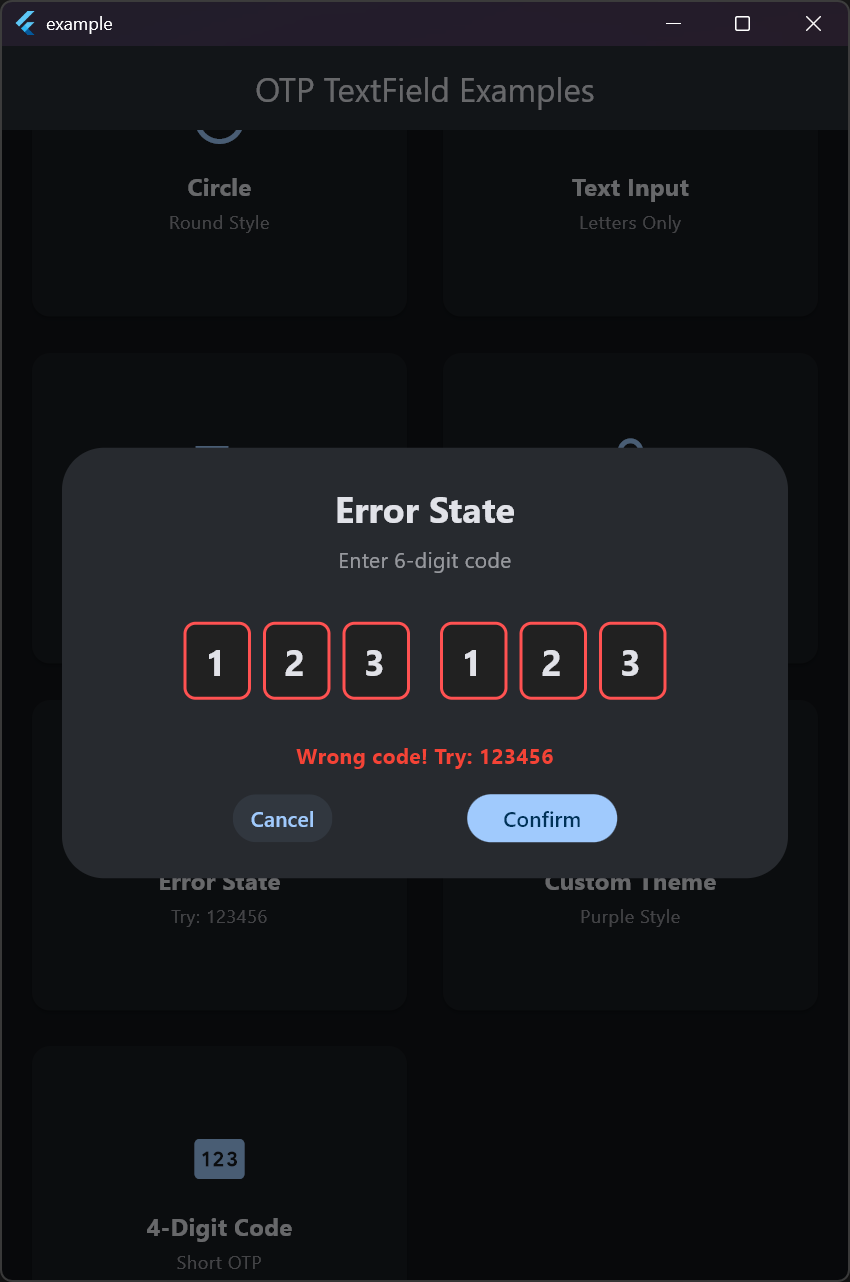 example
OTP TextField Examples
Circle
Round Style
Text Input
Letters Only
Error State
Enter 6-digit code
1 2 3 1 2 3
Wrong code! Try: 123456
Cancel
Confirm
Error State
Try: 123456
Custom Theme
Purple Style
123
4-Digit Code
Short OTP